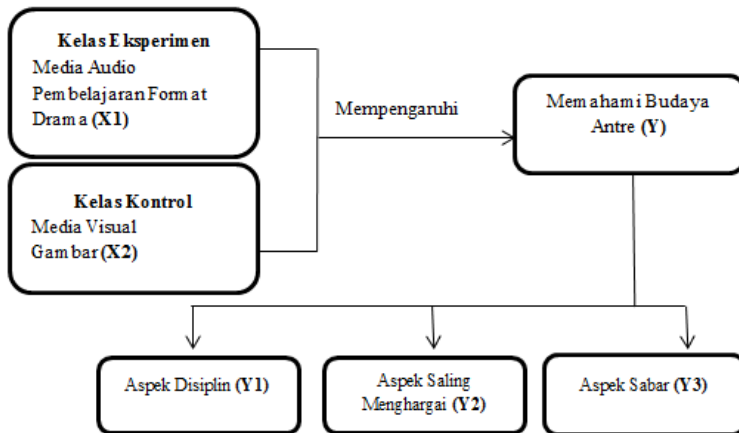 Kelas Eksperimen
Media Audio
Pembelajaran Format
Drama (X1)
Mempengaruhi
Memahami Budaya
Antre (Y)
Kelas Kontrol
Media Visual
Gambar (X2)
Aspek Disiplin (Y1)
Aspek Saling
Menghargai (Y2)
Aspek Sabar (Y3)